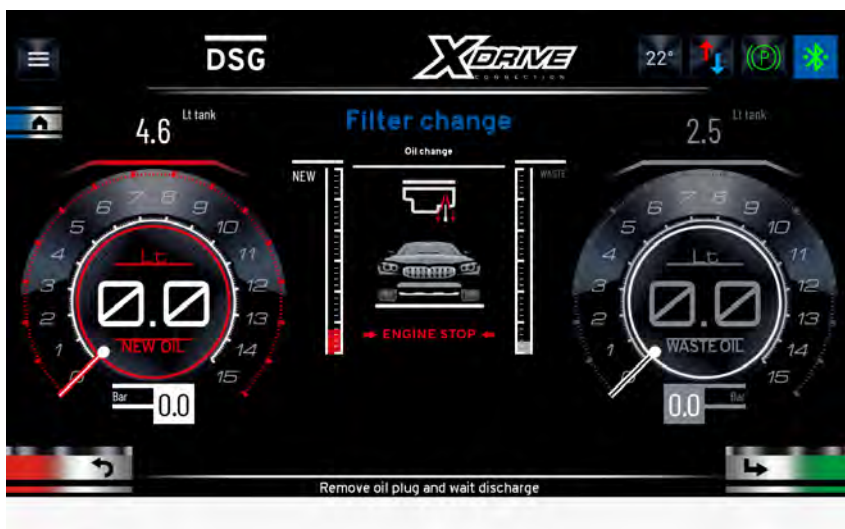 DSG
XDRIVE
CONNECTION
22°
(P)
4.6 Lt tank
Filter change
2.5 Lt tank
Oil change
NEW
WASTE
0 1 2 3 4 5 6 7 8 9 10 11 12 13 14 15
Lt
0.0
NEW OIL
Bar 0.0
ENGINE STOP
0 1 2 3 4 5 6 7 8 9 10 11 12 13 14 15
Lt
0.0
WASTE OIL
0.0 Bar
Remove oil plug and wait discharge